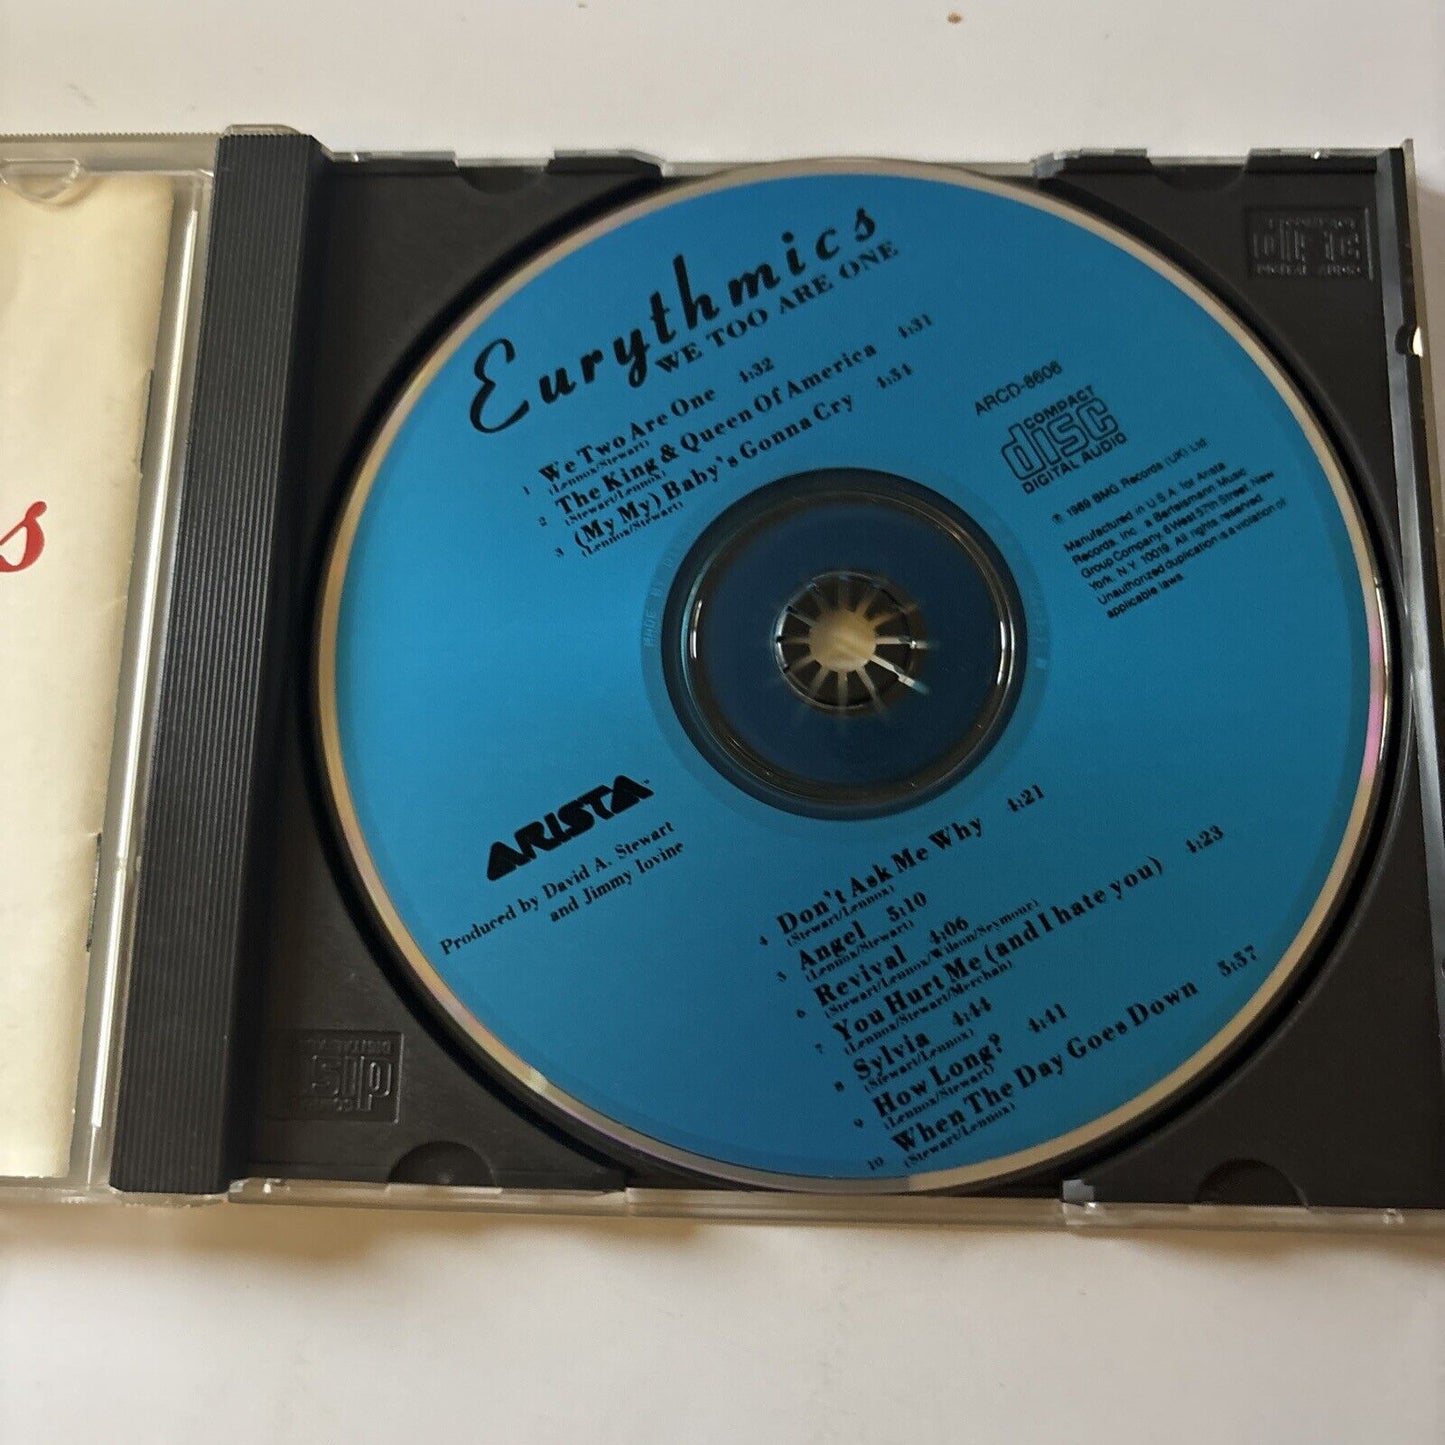 s
Eurythmics
WE TOO ARE ONE
1 We Two Are One 4:32
(Lennox/Stewart)
2 The King & Queen Of America 4:31
(Stewart/Lennox)
3 (My My) Baby's Gonna Cry 4:54
(Lennox/Stewart)
ARCD-8606
COMPACT
disc
DIGITAL AUDIO
℗ 1989 BMG Records (UK) Ltd.
Manufactured in U.S.A. for Arista
Records, Inc., a Bertelsmann Music
Group Company, 6 West 57th Street, New
York, N.Y. 10019. All rights reserved.
Unauthorized duplication is a violation of
applicable laws.
ARISTA™
Produced by David A. Stewart
and Jimmy Iovine
4 Don't Ask Me Why 4:21
(Stewart/Lennox)
5 Angel 5:10
(Lennox/Stewart)
6 Revival 4:06
(Stewart/Lennox/Wilson/Seymour)
7 You Hurt Me (and I hate you) 4:23
(Lennox/Stewart/Merchan)
8 Sylvia 4:44
(Stewart/Lennox)
9 How Long? 4:41
(Lennox/Stewart)
10 When The Day Goes Down 5:57
(Stewart/Lennox)
COMPACT
disc
DIGITAL AUDIO